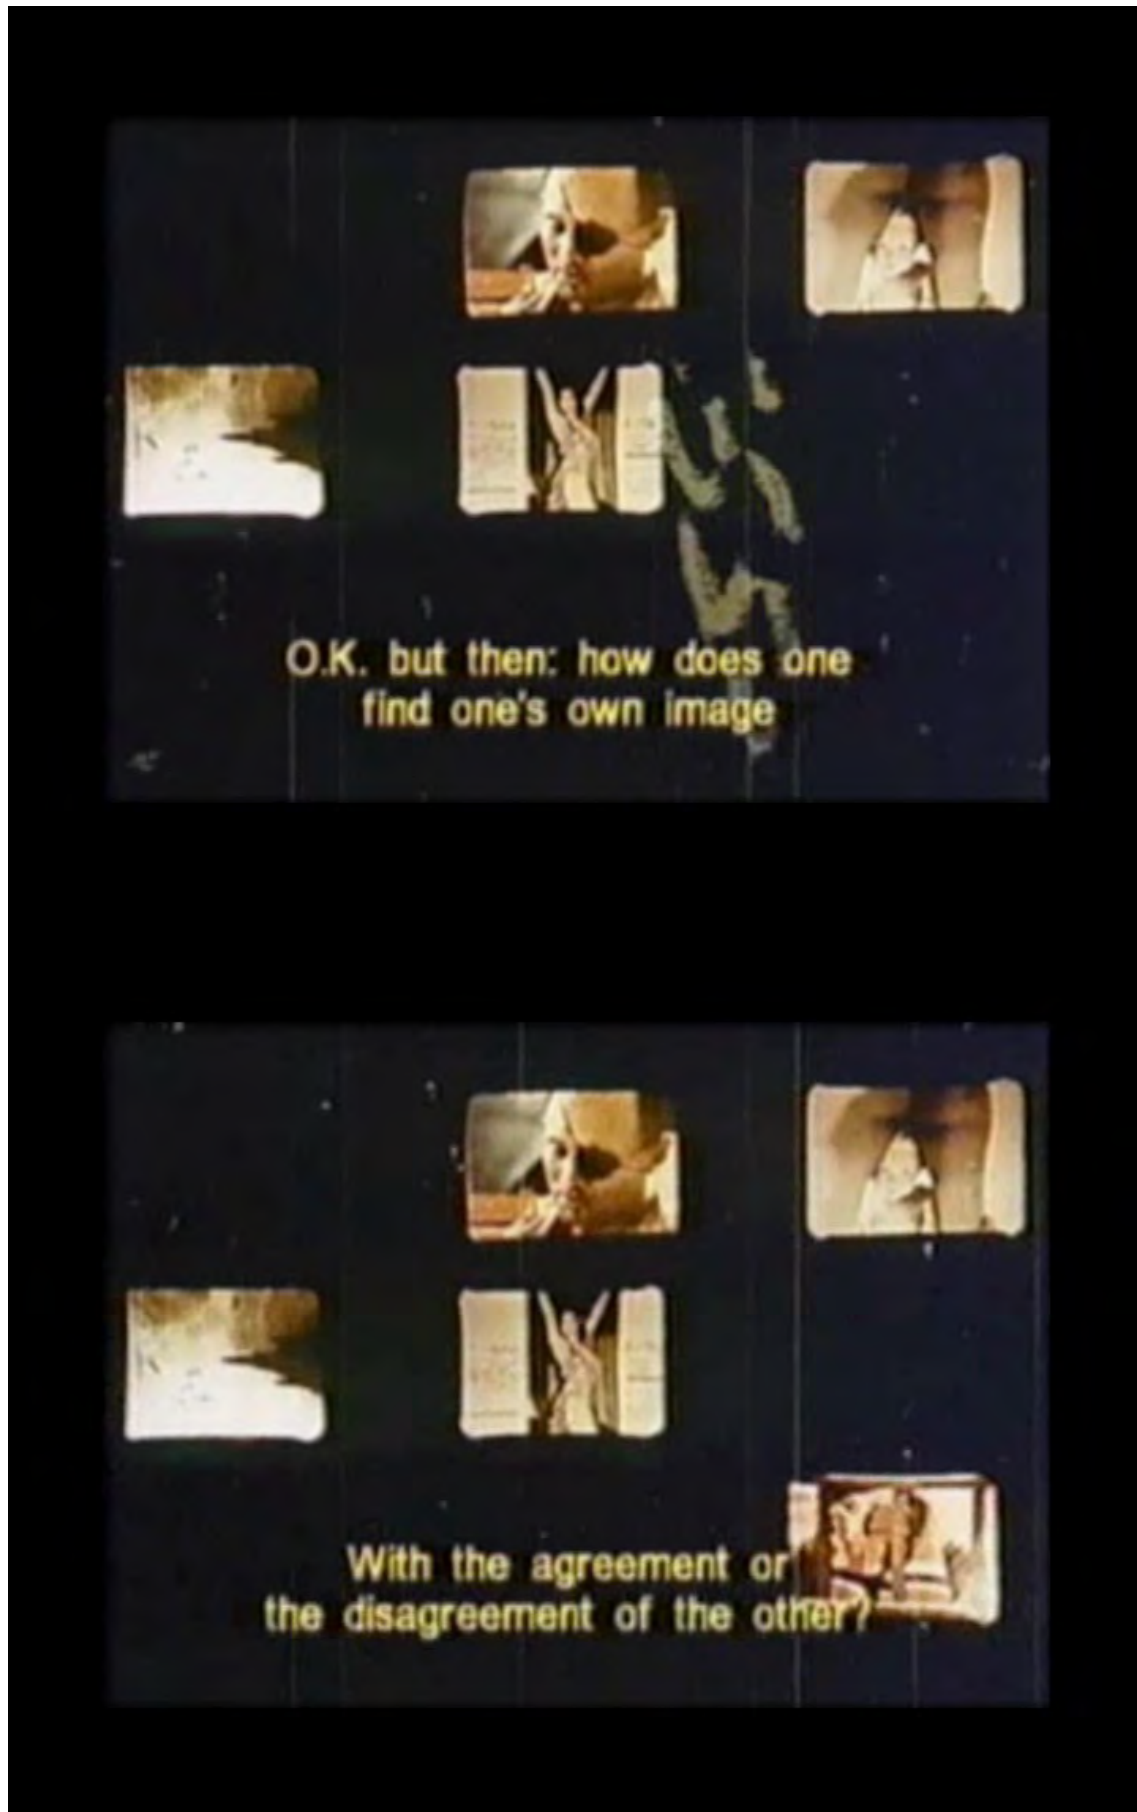 O.K. but then: how does one
find one's own image
With the agreement or
the disagreement of the other?